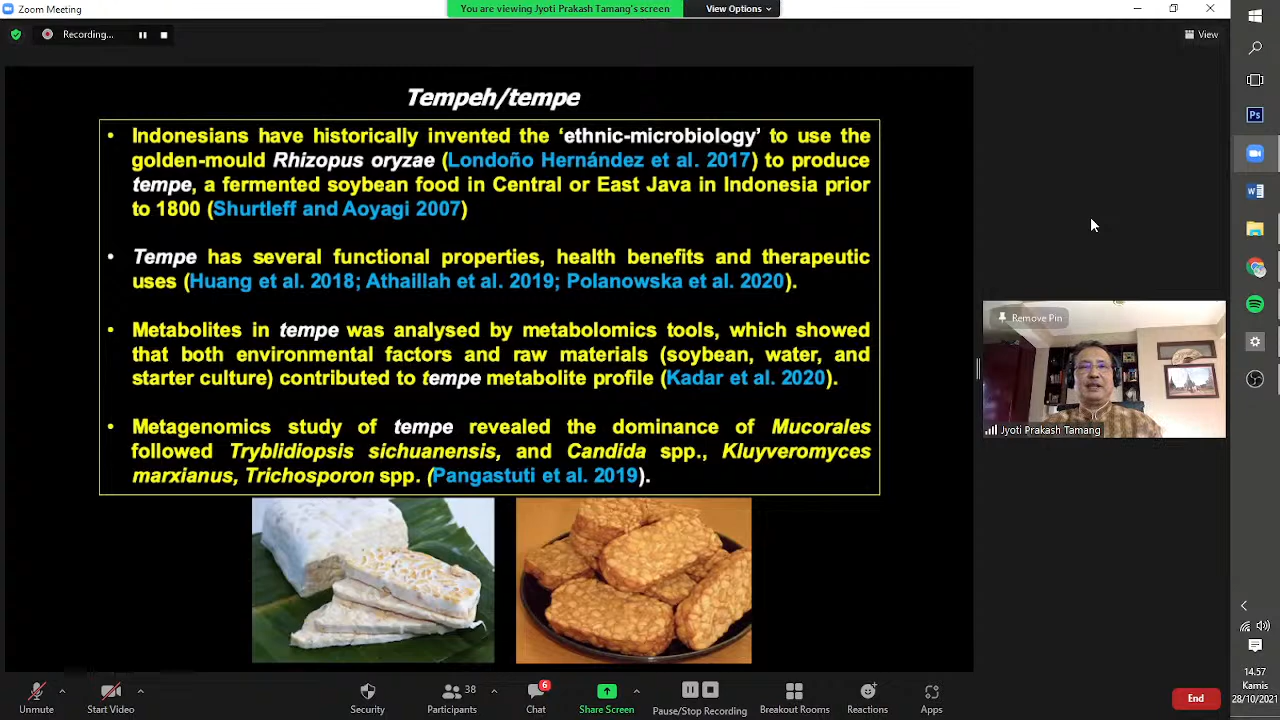 Zoom Meeting
You are viewing Jyoti Prakash Tamang's screen
View Options
Recording...
View
Tempeh/tempe
• Indonesians have historically invented the ‘ethnic-microbiology’ to use the
golden-mould Rhizopus oryzae (Londoño Hernández et al. 2017) to produce
tempe, a fermented soybean food in Central or East Java in Indonesia prior
to 1800 (Shurtleff and Aoyagi 2007)
• Tempe has several functional properties, health benefits and therapeutic
uses (Huang et al. 2018; Athaillah et al. 2019; Polanowska et al. 2020).
• Metabolites in tempe was analysed by metabolomics tools, which showed
that both environmental factors and raw materials (soybean, water, and
starter culture) contributed to tempe metabolite profile (Kadar et al. 2020).
• Metagenomics study of tempe revealed the dominance of Mucorales
followed Tryblidiopsis sichuanensis, and Candida spp., Kluyveromyces
marxianus, Trichosporon spp. (Pangastuti et al. 2019).
Remove Pin
Jyoti Prakash Tamang
Ps
W
14.57
Kamis
28/10/2021
38
6
Unmute
Start Video
Security
Participants
Chat
Share Screen
Pause/Stop Recording
Breakout Rooms
Reactions
Apps
End